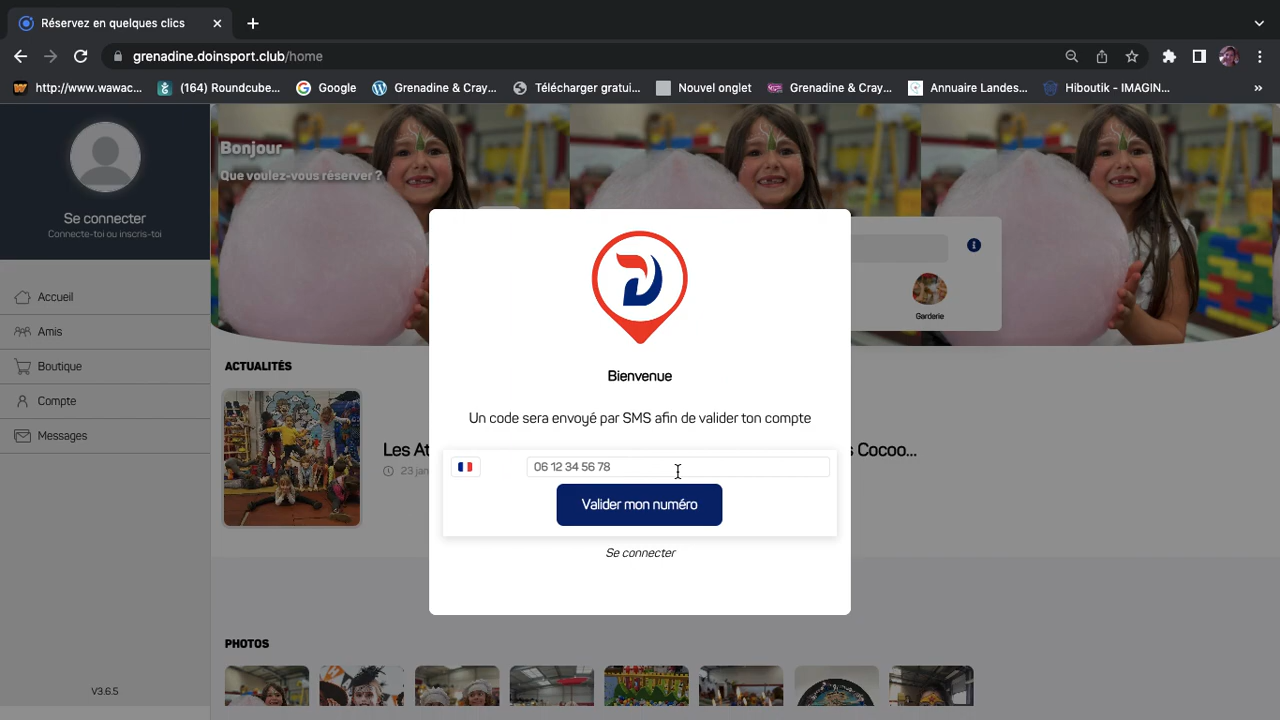 Réservez en quelques clics
grenadine.doinsport.club/home
http://www.wawac...
(164) Roundcube...
Google
Grenadine & Cray...
Télécharger gratui...
Nouvel onglet
Grenadine & Cray...
Annuaire Landes...
Hiboutik - IMAGIN...
»
Se connecter
Connecte-toi ou inscris-toi
Accueil
Amis
Boutique
Compte
Messages
V3.6.5
Bonjour
Que voulez-vous réserver ?
Garderie
ACTUALITÉS
Les At
23 jan
s Cocoo...
Bienvenue
Un code sera envoyé par SMS afin de valider ton compte
06 12 34 56 78
Valider mon numéro
Se connecter
PHOTOS